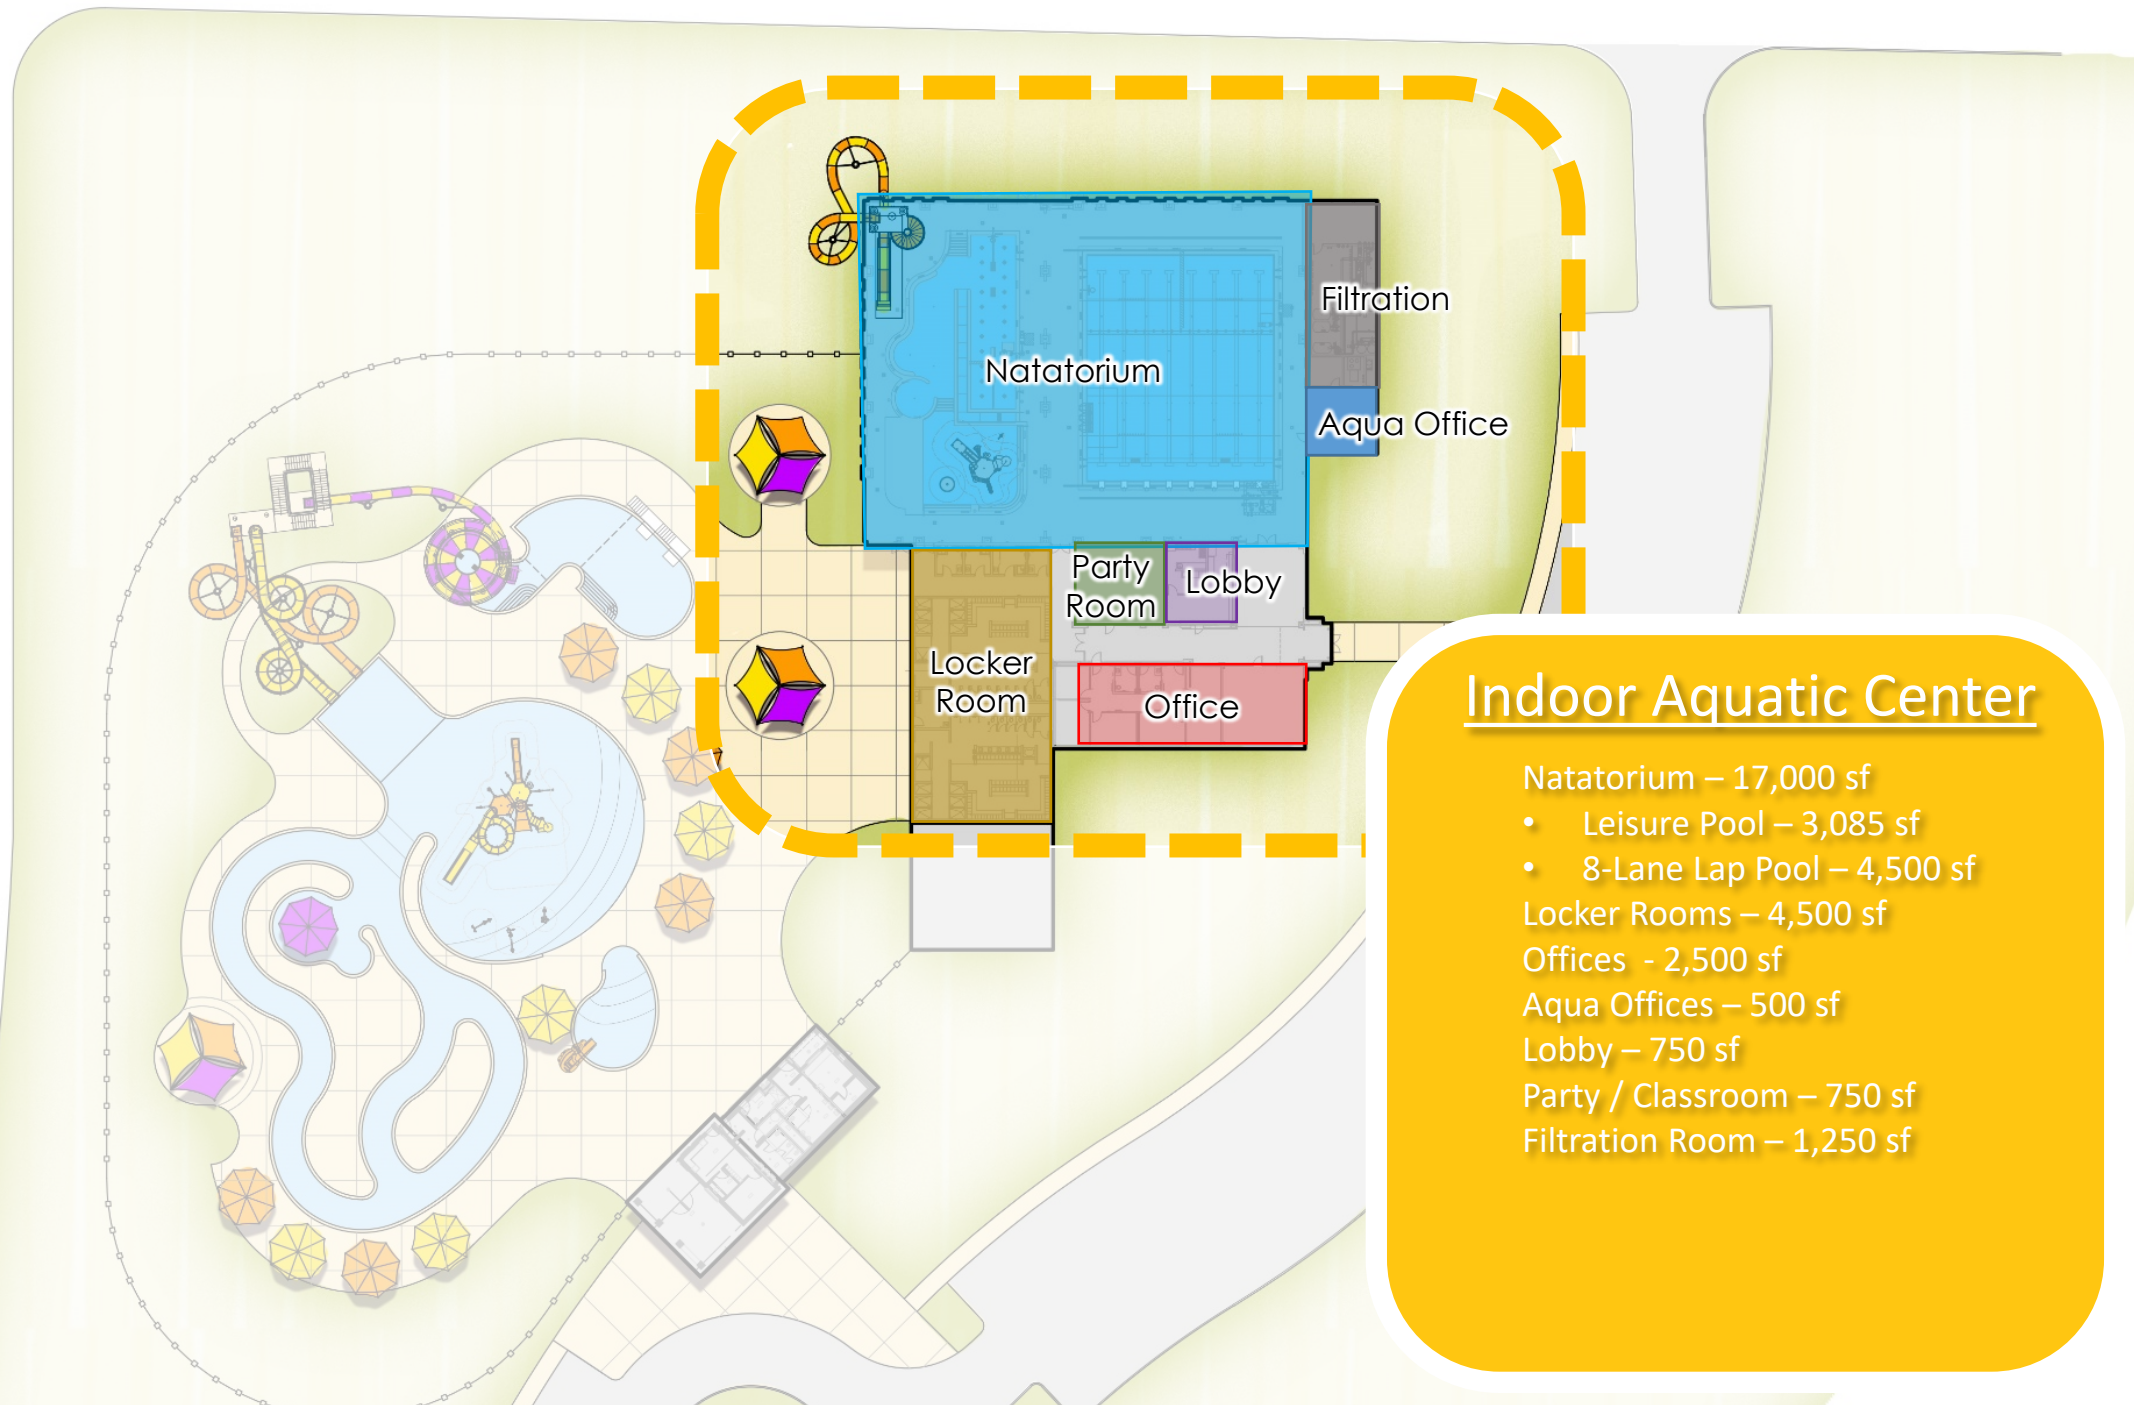 Filtration
Natatorium
Aqua Office
Party
Room
Lobby
Locker
Room
Office
Indoor Aquatic Center
Natatorium – 17,000 sf
• Leisure Pool – 3,085 sf
• 8-Lane Lap Pool – 4,500 sf
Locker Rooms – 4,500 sf
Offices - 2,500 sf
Aqua Offices – 500 sf
Lobby – 750 sf
Party / Classroom – 750 sf
Filtration Room – 1,250 sf